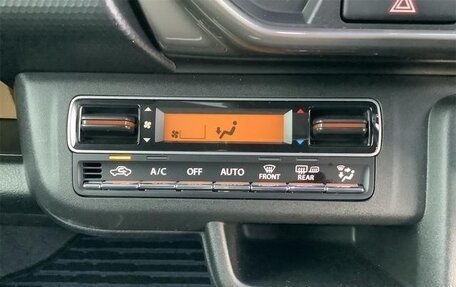 A/C OFF AUTO FRONT REAR